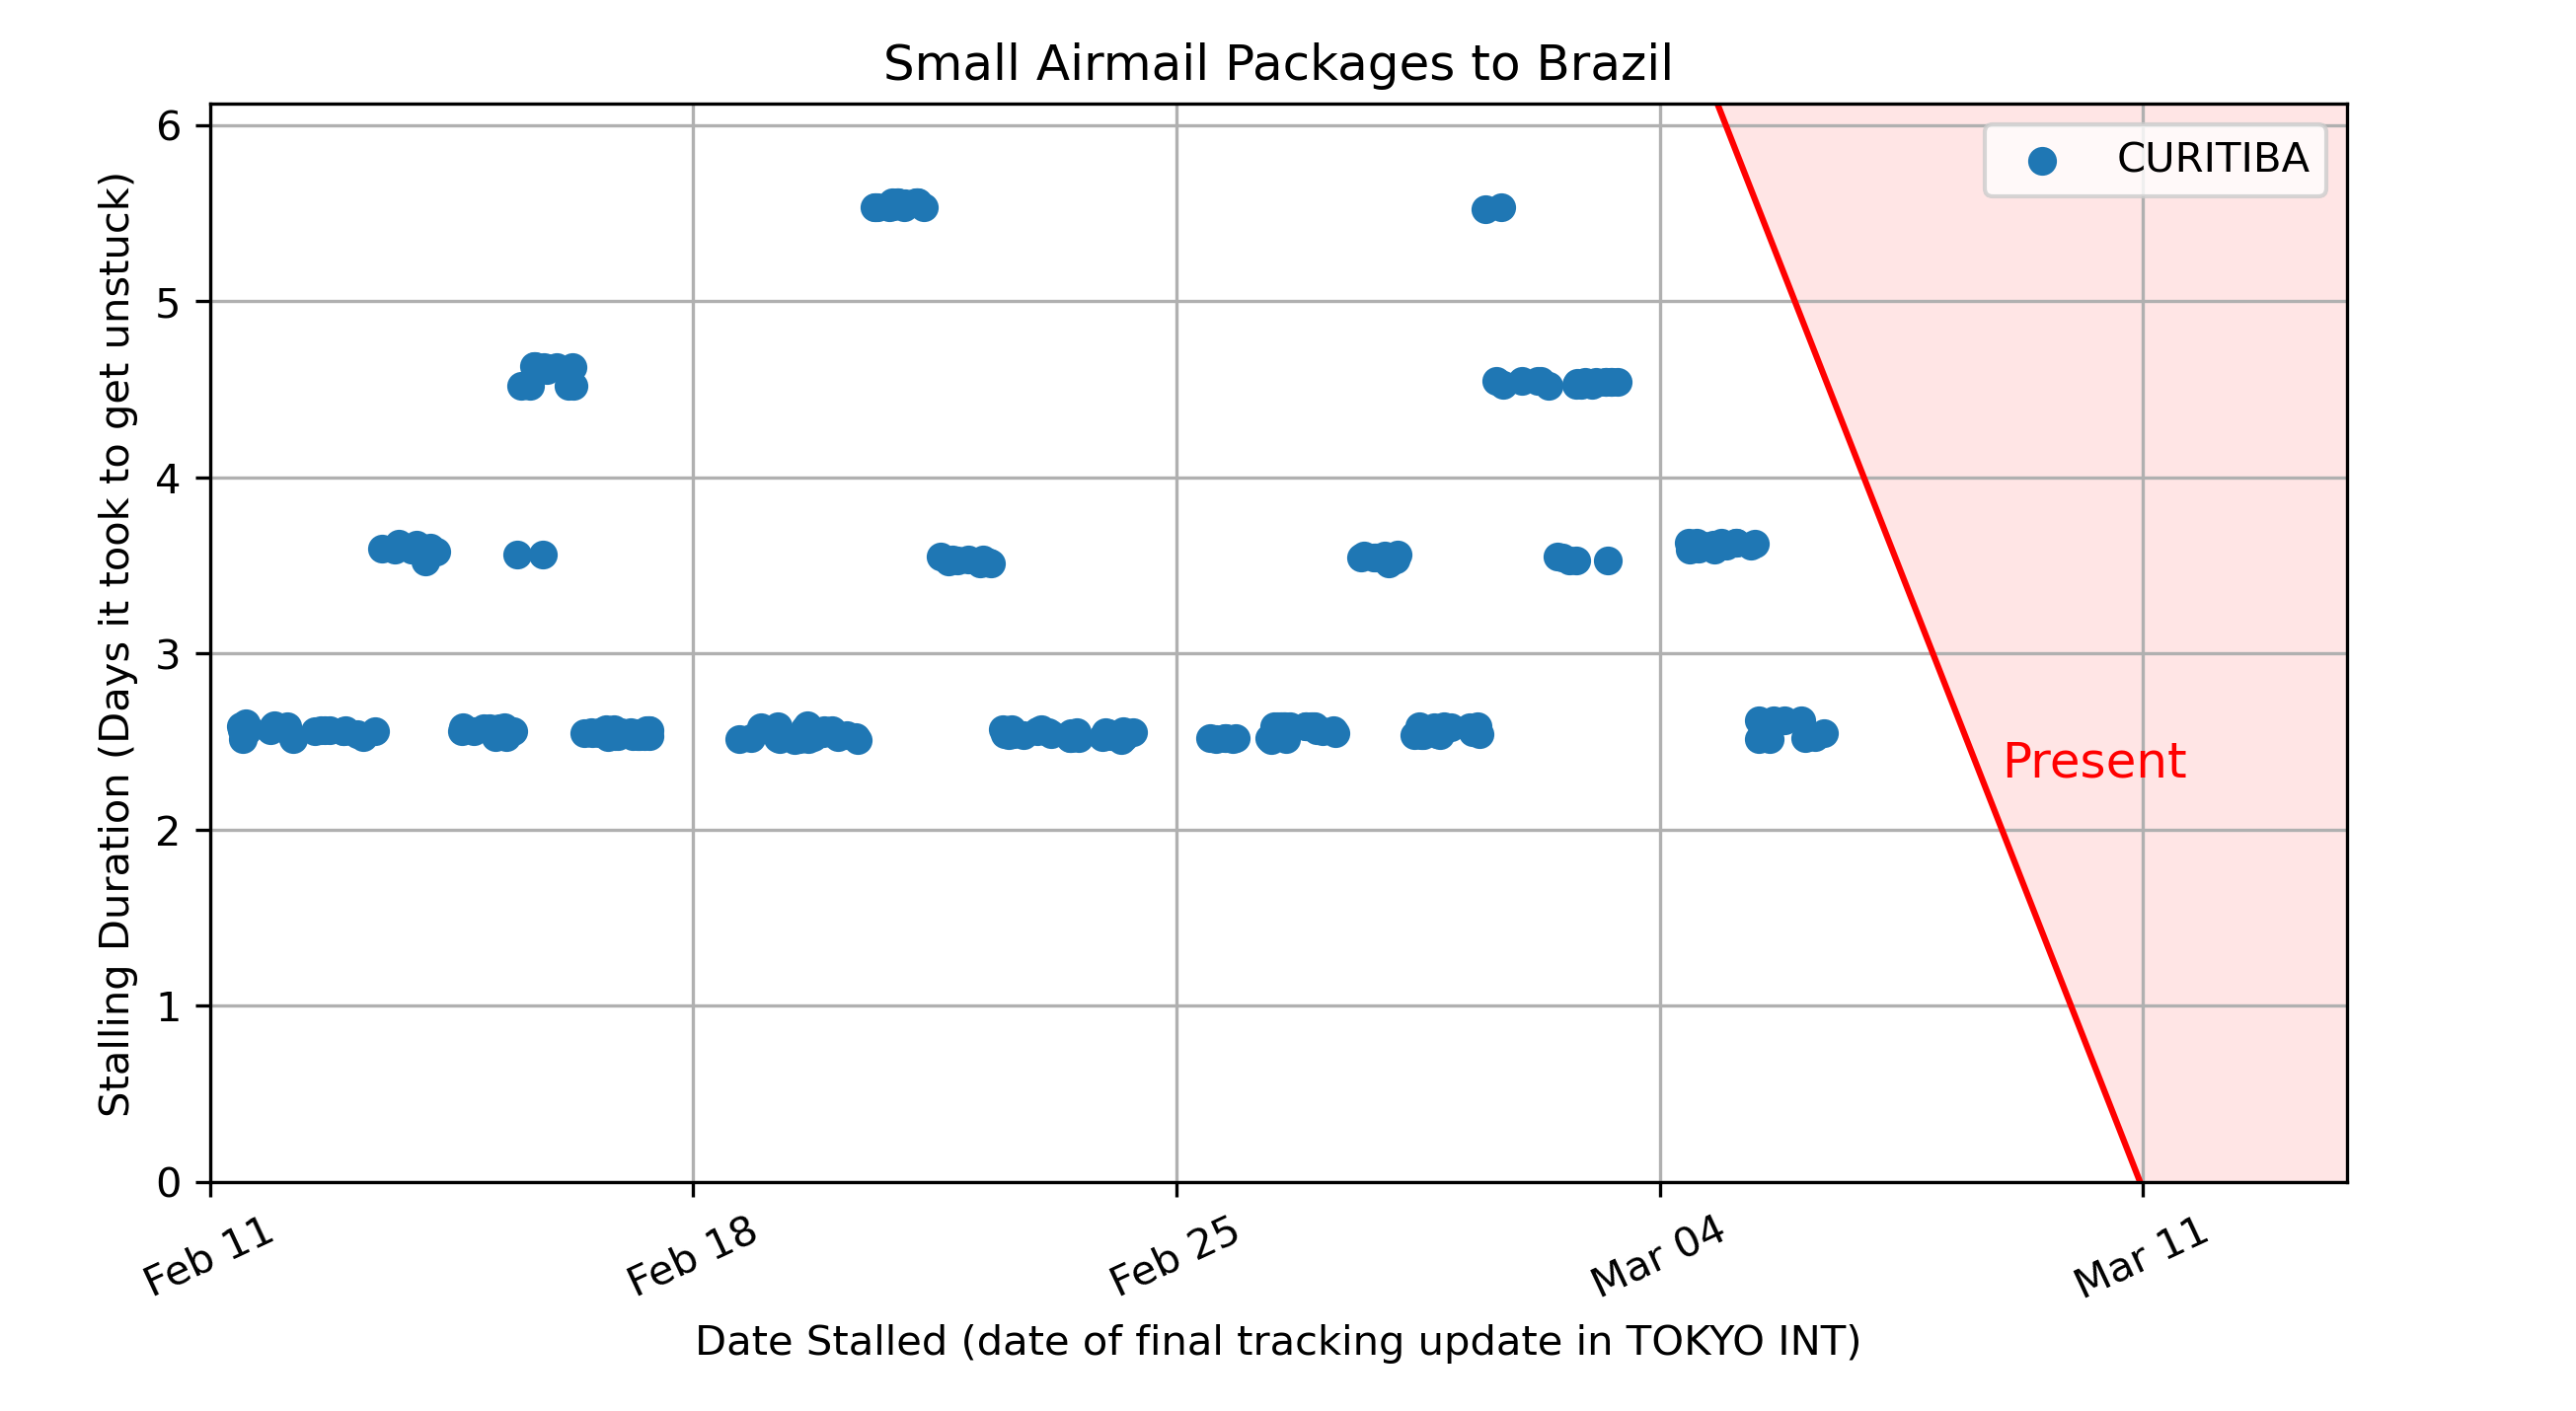 Small Airmail Packages to Brazil
Stalling Duration (Days it took to get unstuck)
6
5
4
3
2
1
0
CURITIBA
Present
Feb 11
Feb 18
Feb 25
Mar 04
Mar 11
Date Stalled (date of final tracking update in TOKYO INT)